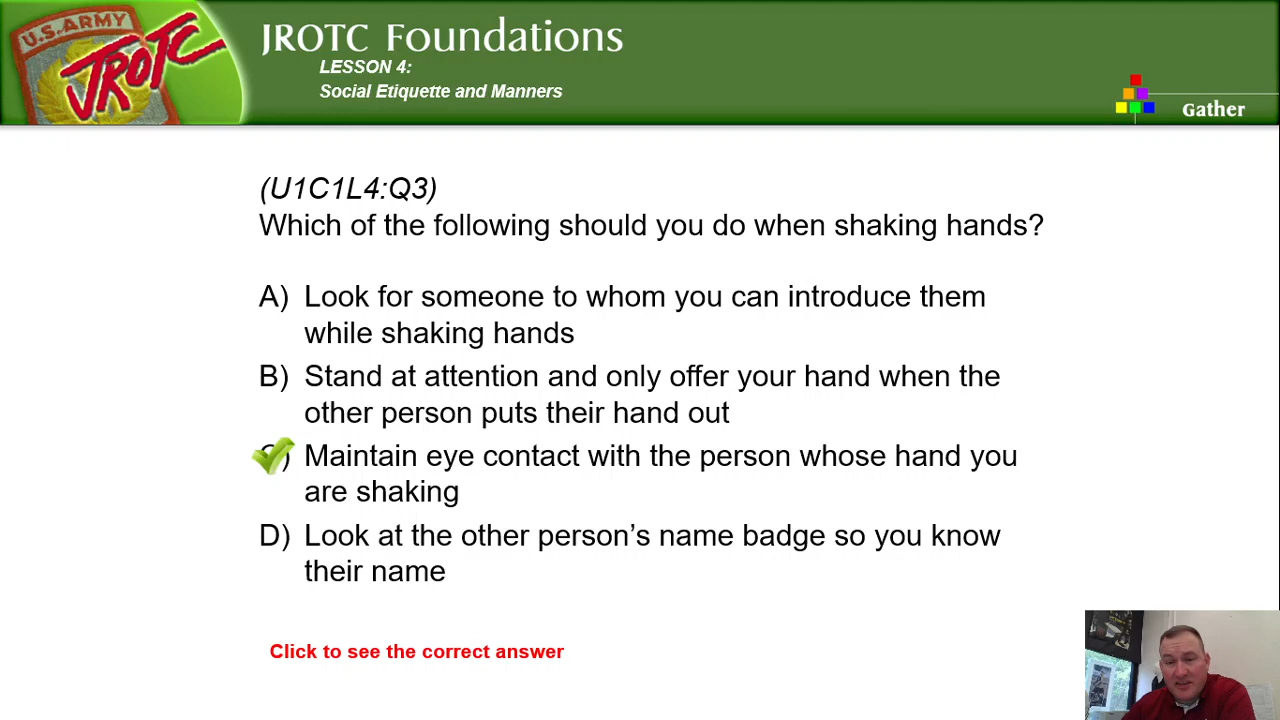 U.S. ARMY
JROTC
JROTC Foundations
LESSON 4:
Social Etiquette and Manners
Gather
(U1C1L4:Q3)
Which of the following should you do when shaking hands?
A) Look for someone to whom you can introduce them
while shaking hands
B) Stand at attention and only offer your hand when the
other person puts their hand out
C) Maintain eye contact with the person whose hand you
are shaking
D) Look at the other person’s name badge so you know
their name
Click to see the correct answer